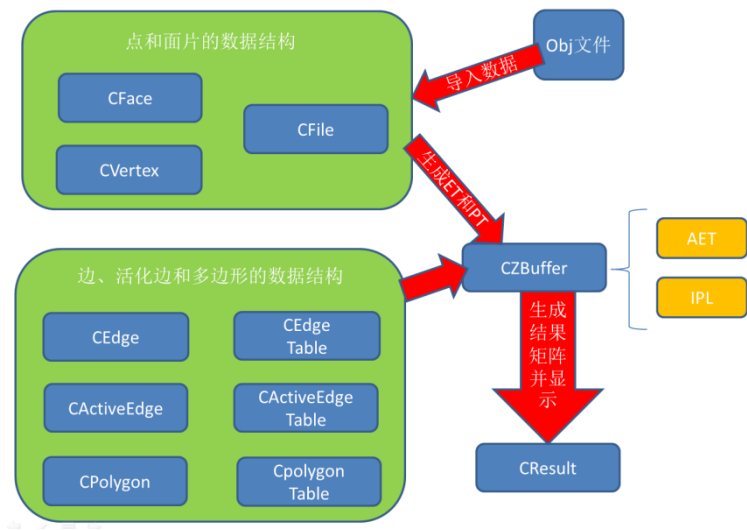 点和面片的数据结构
CFace
CFile
CVertex
Obj文件
导入数据
生成ET和PT
边、活化边和多边形的数据结构
CEdge
CEdge
Table
CActiveEdge
CActiveEdge
Table
CPolygon
Cpolygon
Table
CZBuffer
AET
IPL
生成
结果
矩阵
并显
示
CResult